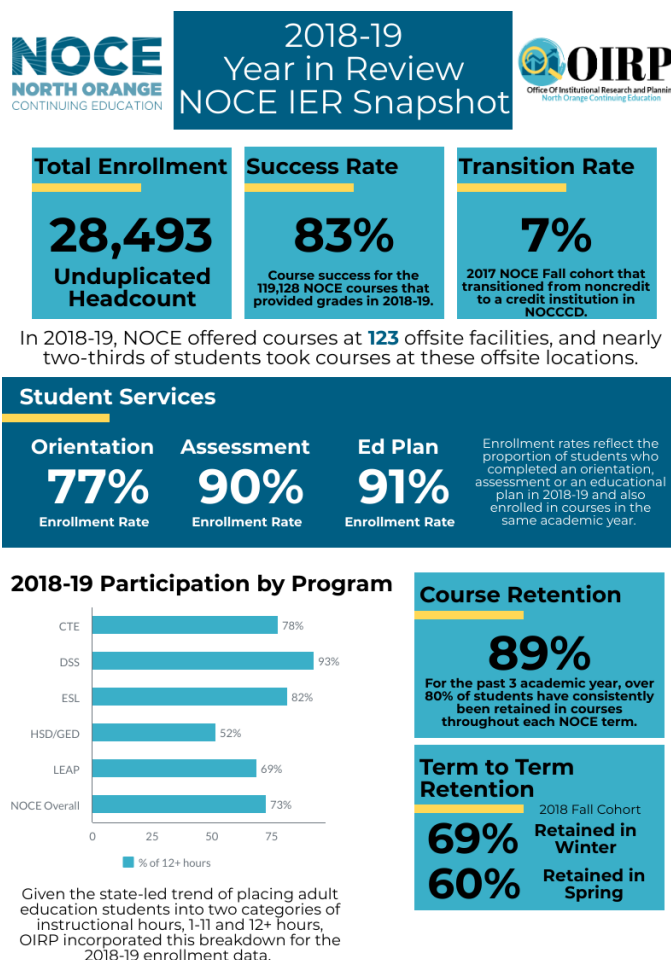 NOCE
NORTH ORANGE
CONTINUING EDUCATION
2018-19
Year in Review
NOCE IER Snapshot
OIRP
Office Of Institutional Research and Plannin
North Orange Continuing Education
Total Enrollment
28,493
Unduplicated
Headcount
Success Rate
83%
Course success for the
119,128 NOCE courses that
provided grades in 2018-19.
Transition Rate
7%
2017 NOCE Fall cohort that
transitioned from noncredit
to a credit institution in
NOCCCD.
In 2018-19, NOCE offered courses at 123 offsite facilities, and nearly
two-thirds of students took courses at these offsite locations.
Student Services
Orientation
77%
Enrollment Rate
Assessment
90%
Enrollment Rate
Ed Plan
91%
Enrollment Rate
Enrollment rates reflect the
proportion of students who
completed an orientation,
assessment or an educational
plan in 2018-19 and also
enrolled in courses in the
same academic year.
2018-19 Participation by Program
CTE 78%
DSS 93%
ESL 82%
HSD/GED 52%
LEAP 69%
NOCE Overall 73%
0 25 50 75
% of 12+ hours
Given the state-led trend of placing adult
education students into two categories of
instructional hours, 1-11 and 12+ hours,
OIRP incorporated this breakdown for the
2018-19 enrollment data.
Course Retention
89%
For the past 3 academic year, over
80% of students have consistently
been retained in courses
throughout each NOCE term.
Term to Term
Retention
2018 Fall Cohort
69% Retained in
Winter
60% Retained in
Spring